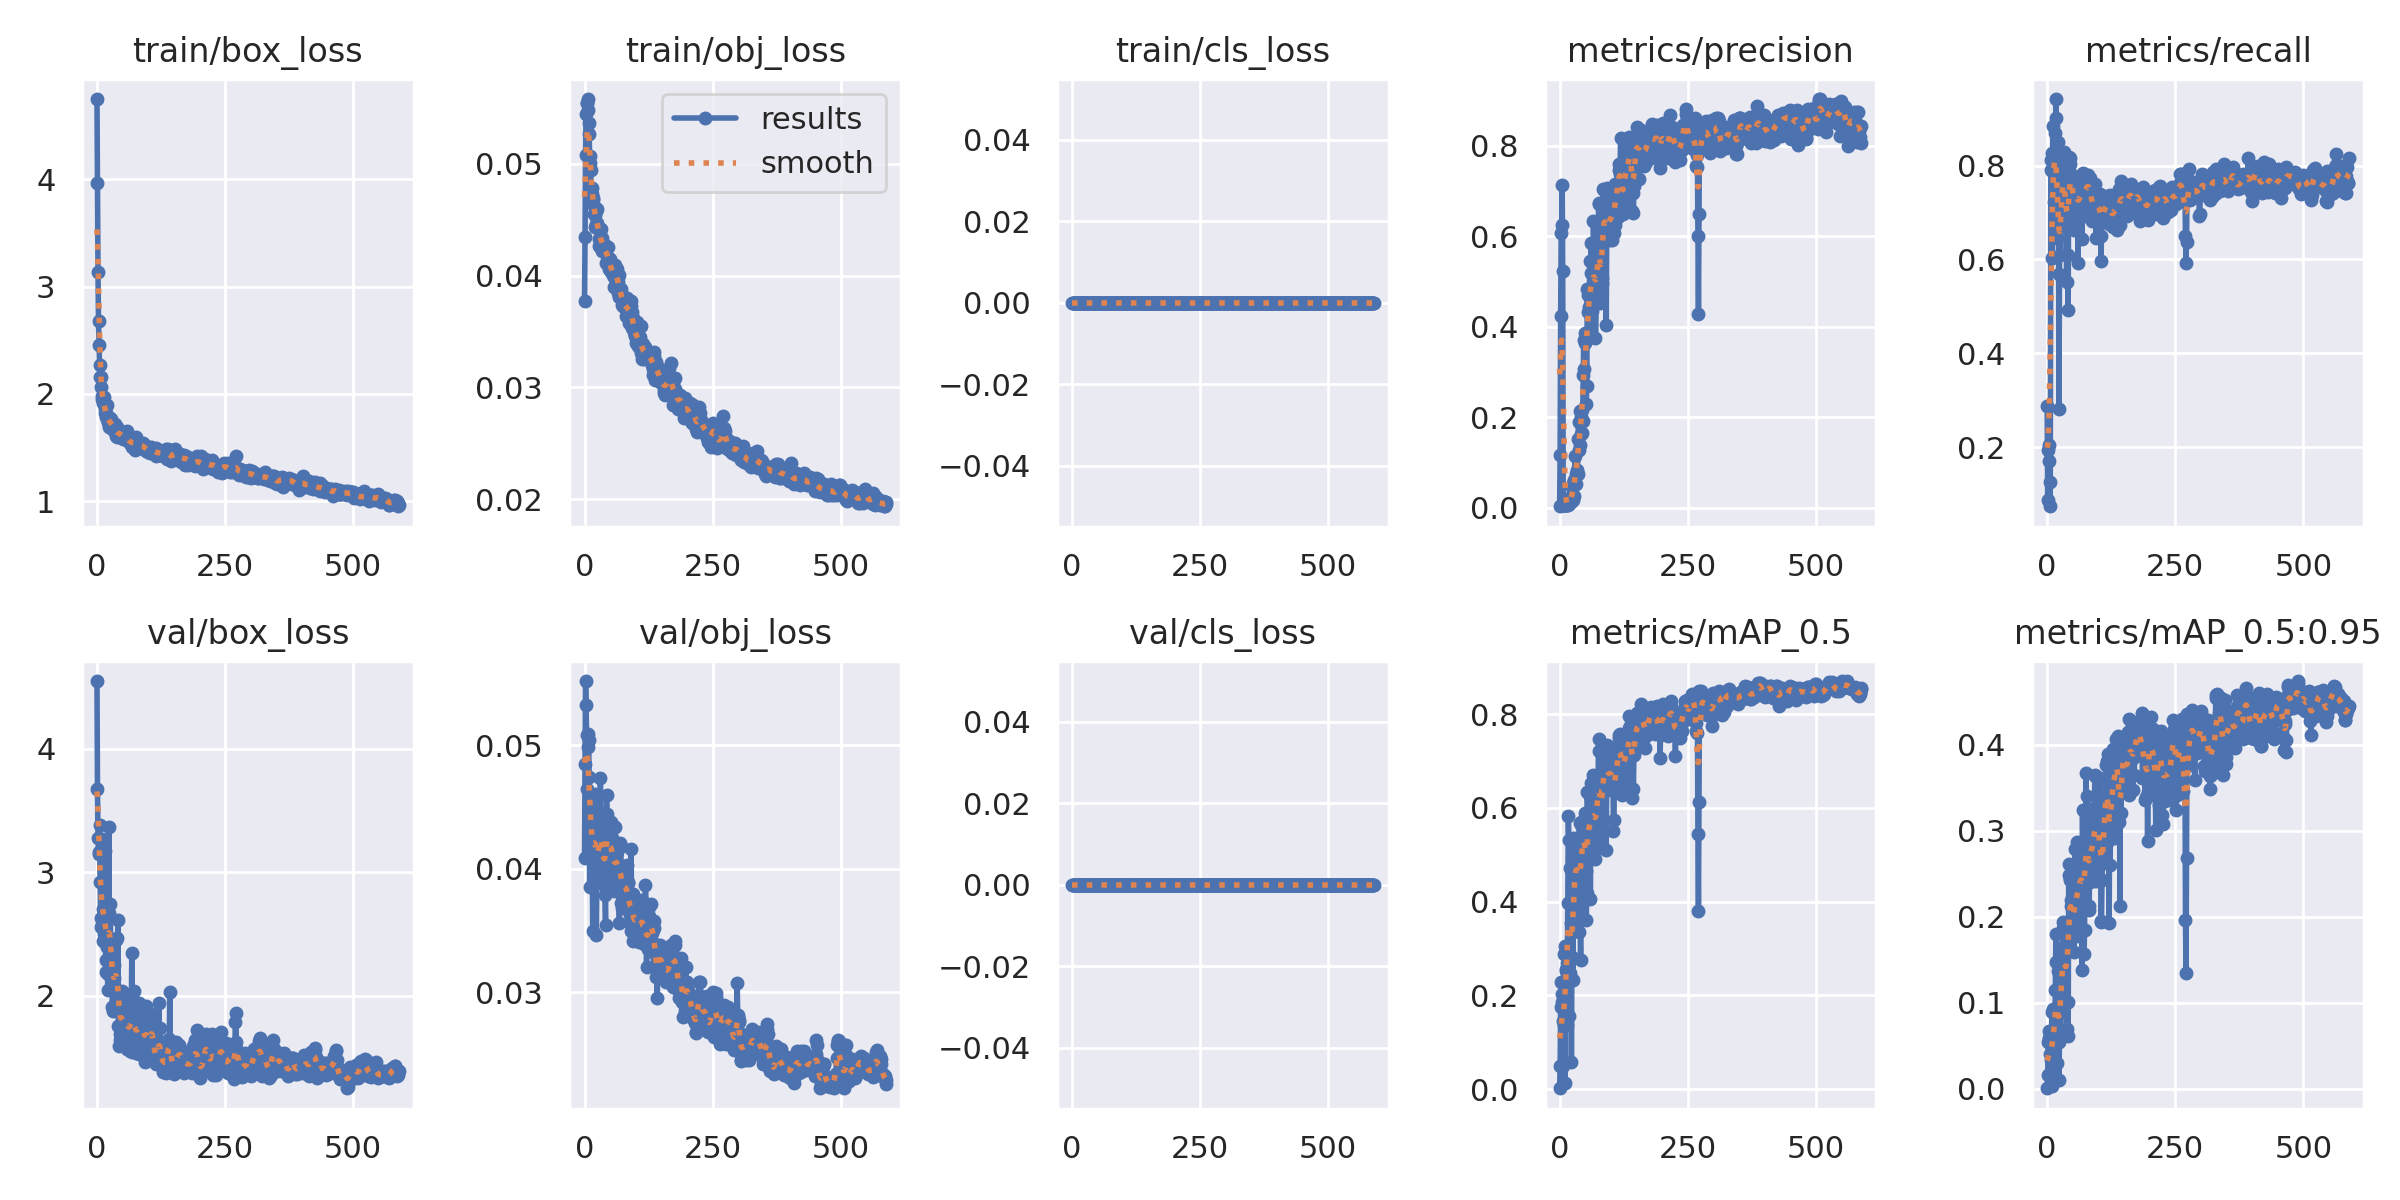 train/box_loss
4
3
2
1
0 250 500
train/obj_loss
results
smooth
0.05
0.04
0.03
0.02
0 250 500
train/cls_loss
0.04
0.02
0.00
−0.02
−0.04
0 250 500
metrics/precision
0.8
0.6
0.4
0.2
0.0
0 250 500
metrics/recall
0.8
0.6
0.4
0.2
0 250 500
val/box_loss
4
3
2
0 250 500
val/obj_loss
0.05
0.04
0.03
0 250 500
val/cls_loss
0.04
0.02
0.00
−0.02
−0.04
0 250 500
metrics/mAP_0.5
0.8
0.6
0.4
0.2
0.0
0 250 500
metrics/mAP_0.5:0.95
0.4
0.3
0.2
0.1
0.0
0 250 500